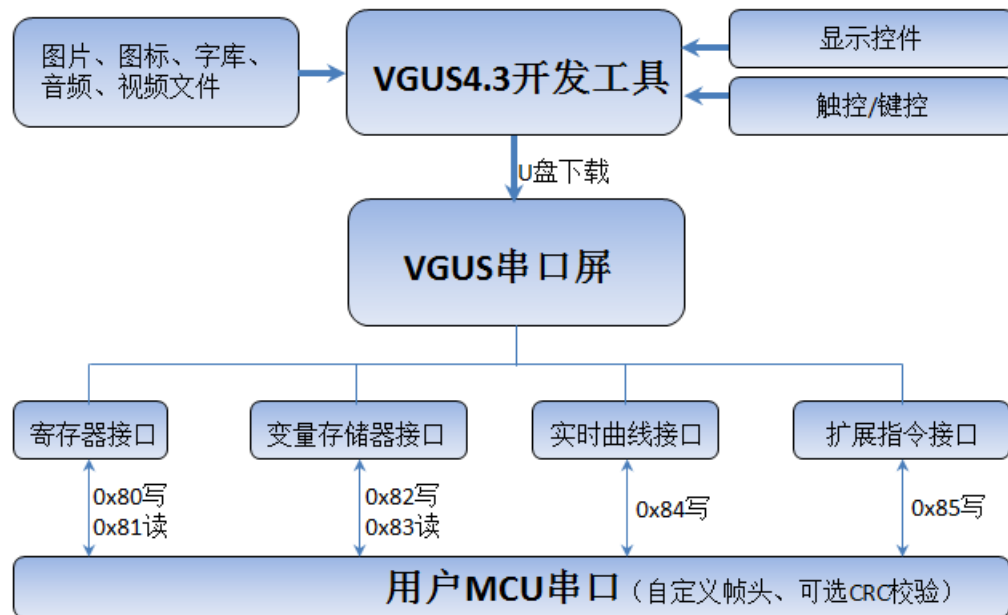 图片、图标、字库、
音频、视频文件
VGUS4.3开发工具
显示控件
触控/键控
U盘下载
VGUS串口屏
寄存器接口
变量存储器接口
实时曲线接口
扩展指令接口
0x80写
0x81读
0x82写
0x83读
0x84写
0x85写
用户MCU串口（自定义帧头、可选CRC校验）